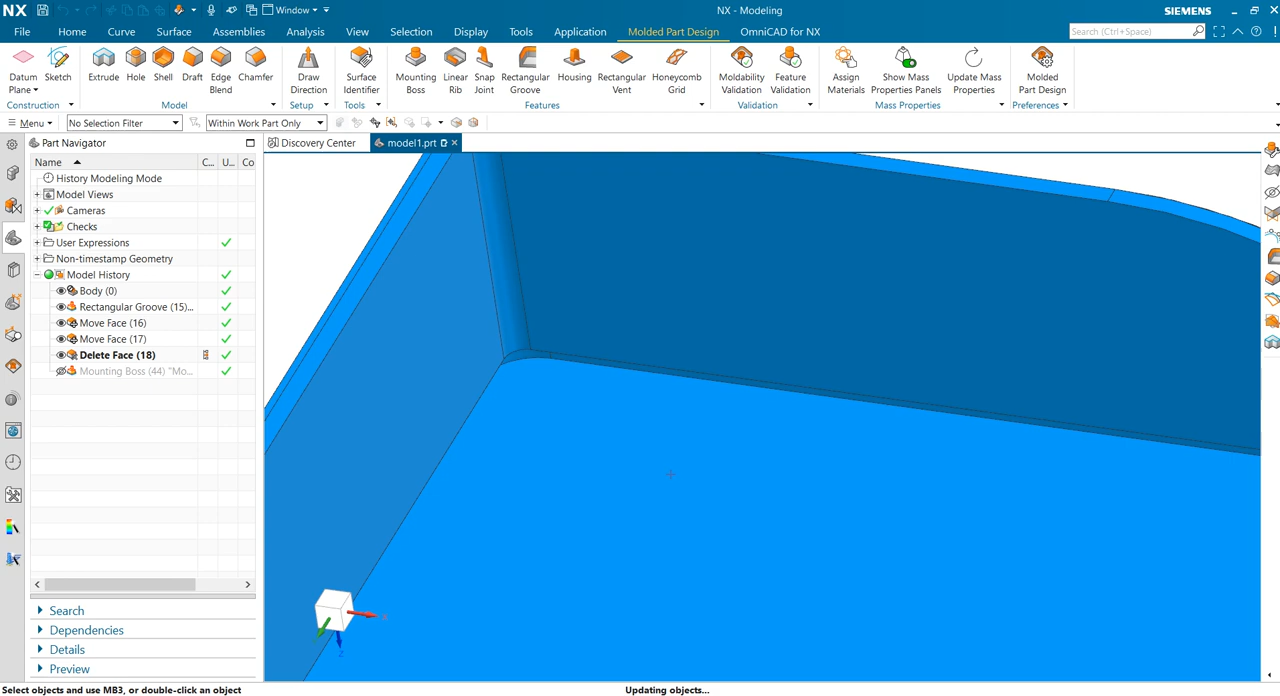 NX
Window
NX - Modeling
SIEMENS
File
Home
Curve
Surface
Assemblies
Analysis
View
Selection
Display
Tools
Application
Molded Part Design
OmniCAD for NX
Search (Ctrl+Space)
Datum Plane
Sketch
Extrude
Hole
Shell
Draft
Edge Blend
Chamfer
Draw Direction
Surface Identifier
Mounting Boss
Linear Rib
Snap Joint
Rectangular Groove
Housing
Rectangular Vent
Honeycomb Grid
Moldability Validation
Feature Validation
Assign Materials
Show Mass Properties Panels
Update Mass Properties
Molded Part Design
Construction
Model
Setup
Tools
Features
Validation
Mass Properties
Preferences
Menu
No Selection Filter
Within Work Part Only
Part Navigator
Discovery Center
model1.prt
Name
C...
U...
Co
History Modeling Mode
Model Views
Cameras
Checks
User Expressions
Non-timestamp Geometry
Model History
Body (0)
Rectangular Groove (15)...
Move Face (16)
Move Face (17)
Delete Face (18)
Mounting Boss (44) "Mo...
Search
Dependencies
Details
Preview
X
Z
Select objects and use MB3, or double-click an object
Updating objects...